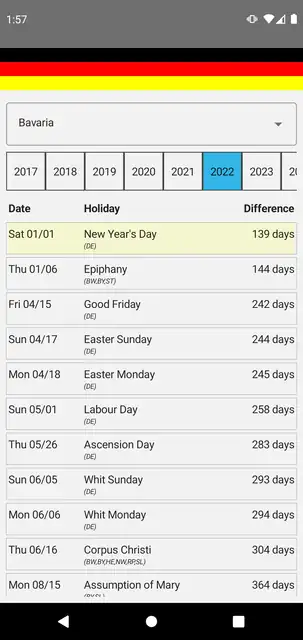 1:57
Bavaria
2017 2018 2019 2020 2021 2022 2023
Date Holiday Difference
Sat 01/01 New Year's Day 139 days
(DE)
Thu 01/06 Epiphany 144 days
(BW,BY,ST)
Fri 04/15 Good Friday 242 days
(DE)
Sun 04/17 Easter Sunday 244 days
(DE)
Mon 04/18 Easter Monday 245 days
(DE)
Sun 05/01 Labour Day 258 days
(DE)
Thu 05/26 Ascension Day 283 days
(DE)
Sun 06/05 Whit Sunday 293 days
(DE)
Mon 06/06 Whit Monday 294 days
(DE)
Thu 06/16 Corpus Christi 304 days
(BW,BY,HE,NW,RP,SL)
Mon 08/15 Assumption of Mary 364 days
(BY,SL)